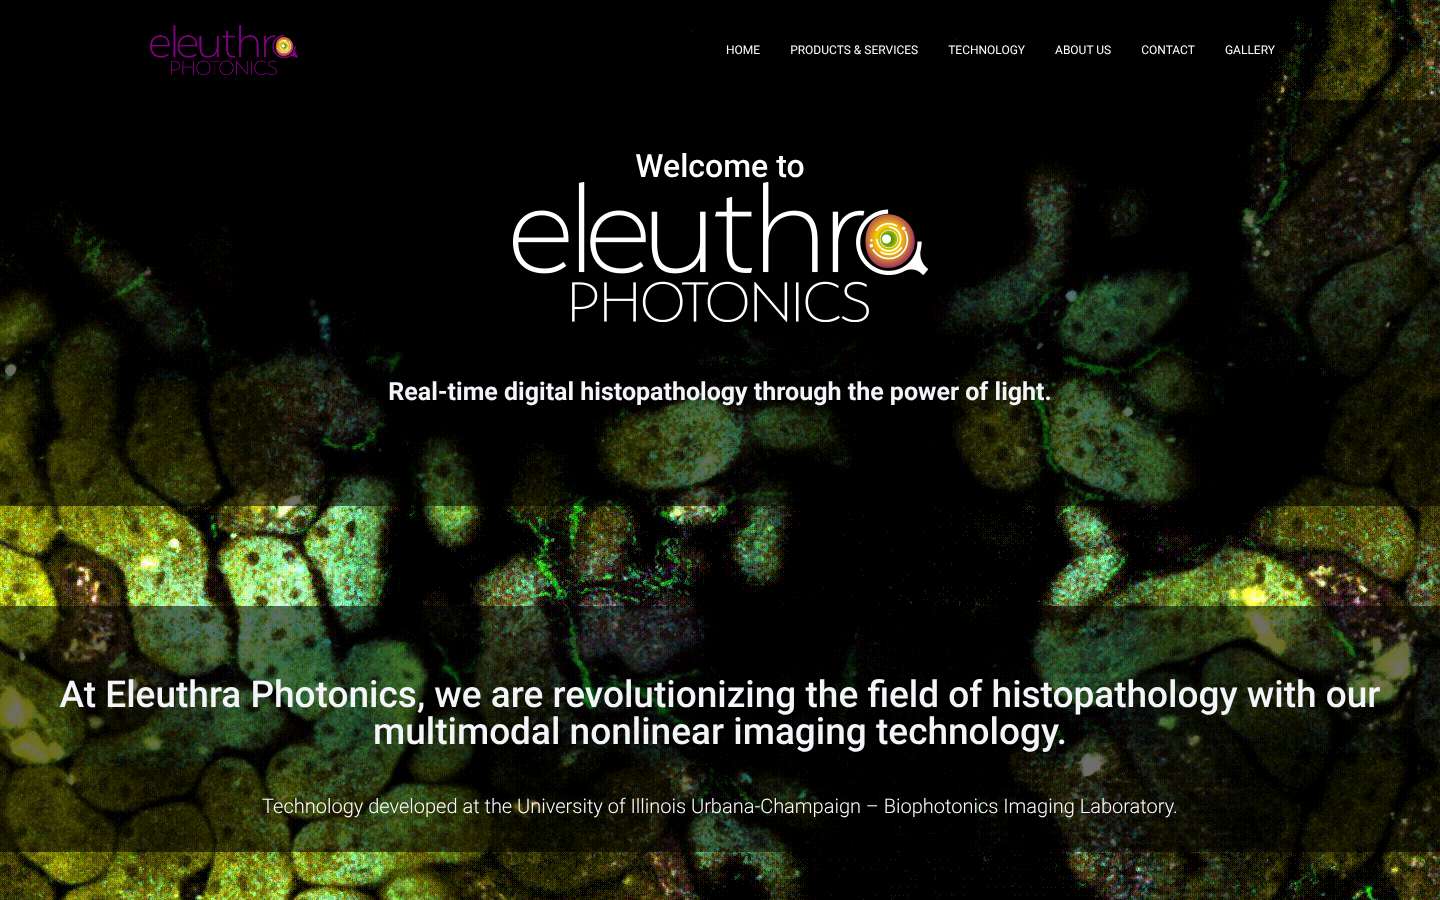 eleuthra
PHOTONICS
HOME
PRODUCTS & SERVICES
TECHNOLOGY
ABOUT US
CONTACT
GALLERY
Welcome to
eleuthra
PHOTONICS
Real-time digital histopathology through the power of light.
At Eleuthra Photonics, we are revolutionizing the field of histopathology with our
multimodal nonlinear imaging technology.
Technology developed at the University of Illinois Urbana-Champaign – Biophotonics Imaging Laboratory.